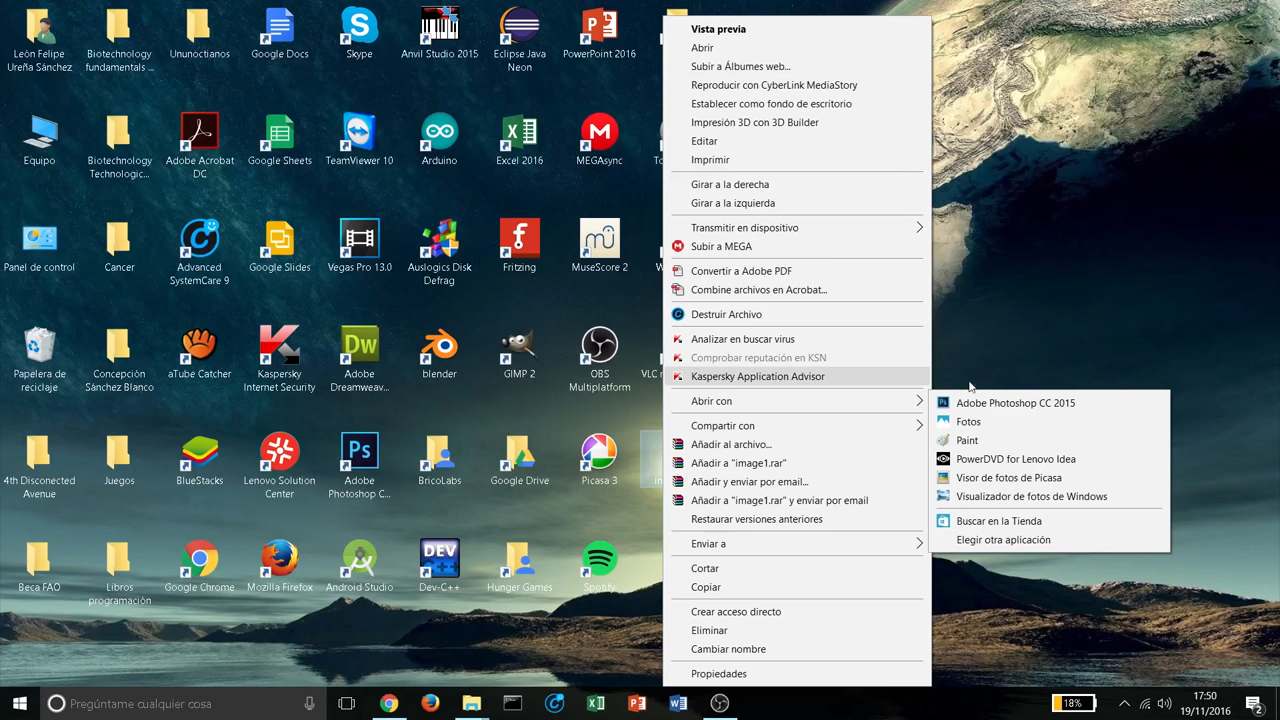 León Felipe
Ureña Sánchez
Biotechnology
fundamentals ...
Ununoctianos
Google Docs
Skype
Anvil Studio 2015
Eclipse Java
Neon
PowerPoint 2016
Equipo
Biotechnology
Technologic...
Adobe Acrobat
DC
Google Sheets
TeamViewer 10
Arduino
Excel 2016
MEGAsync
Panel de control
Cancer
Advanced
SystemCare 9
Google Slides
Vegas Pro 13.0
Auslogics Disk
Defrag
Fritzing
MuseScore 2
Papelera de
reciclaje
Concepción
Sánchez Blanco
aTube Catcher
Kaspersky
Internet Security
Adobe
Dreamweav...
blender
GIMP 2
OBS
Multiplatform
VLC m
4th Disconected
Avenue
Juegos
BlueStacks
Lenovo Solution
Center
Adobe
Photoshop C...
BricoLabs
Google Drive
Picasa 3
Beca FAO
Libros
programación
Google Chrome
Mozilla Firefox
Android Studio
Dev-C++
Hunger Games
Spotify
Vista previa
Abrir
Subir a Álbumes web...
Reproducir con CyberLink MediaStory
Establecer como fondo de escritorio
Impresión 3D con 3D Builder
Editar
Imprimir
Girar a la derecha
Girar a la izquierda
Transmitir en dispositivo
Subir a MEGA
Convertir a Adobe PDF
Combine archivos en Acrobat...
Destruir Archivo
Analizar en buscar virus
Comprobar reputación en KSN
Kaspersky Application Advisor
Abrir con
Compartir con
Añadir al archivo...
Añadir a "image1.rar"
Añadir y enviar por email...
Añadir a "image1.rar" y enviar por email
Restaurar versiones anteriores
Enviar a
Cortar
Copiar
Crear acceso directo
Eliminar
Cambiar nombre
Propiedades
Adobe Photoshop CC 2015
Fotos
Paint
PowerDVD for Lenovo Idea
Visor de fotos de Picasa
Visualizador de fotos de Windows
Buscar en la Tienda
Elegir otra aplicación
Pregúntame cualquier cosa
18%
17:50
19/11/2016
2